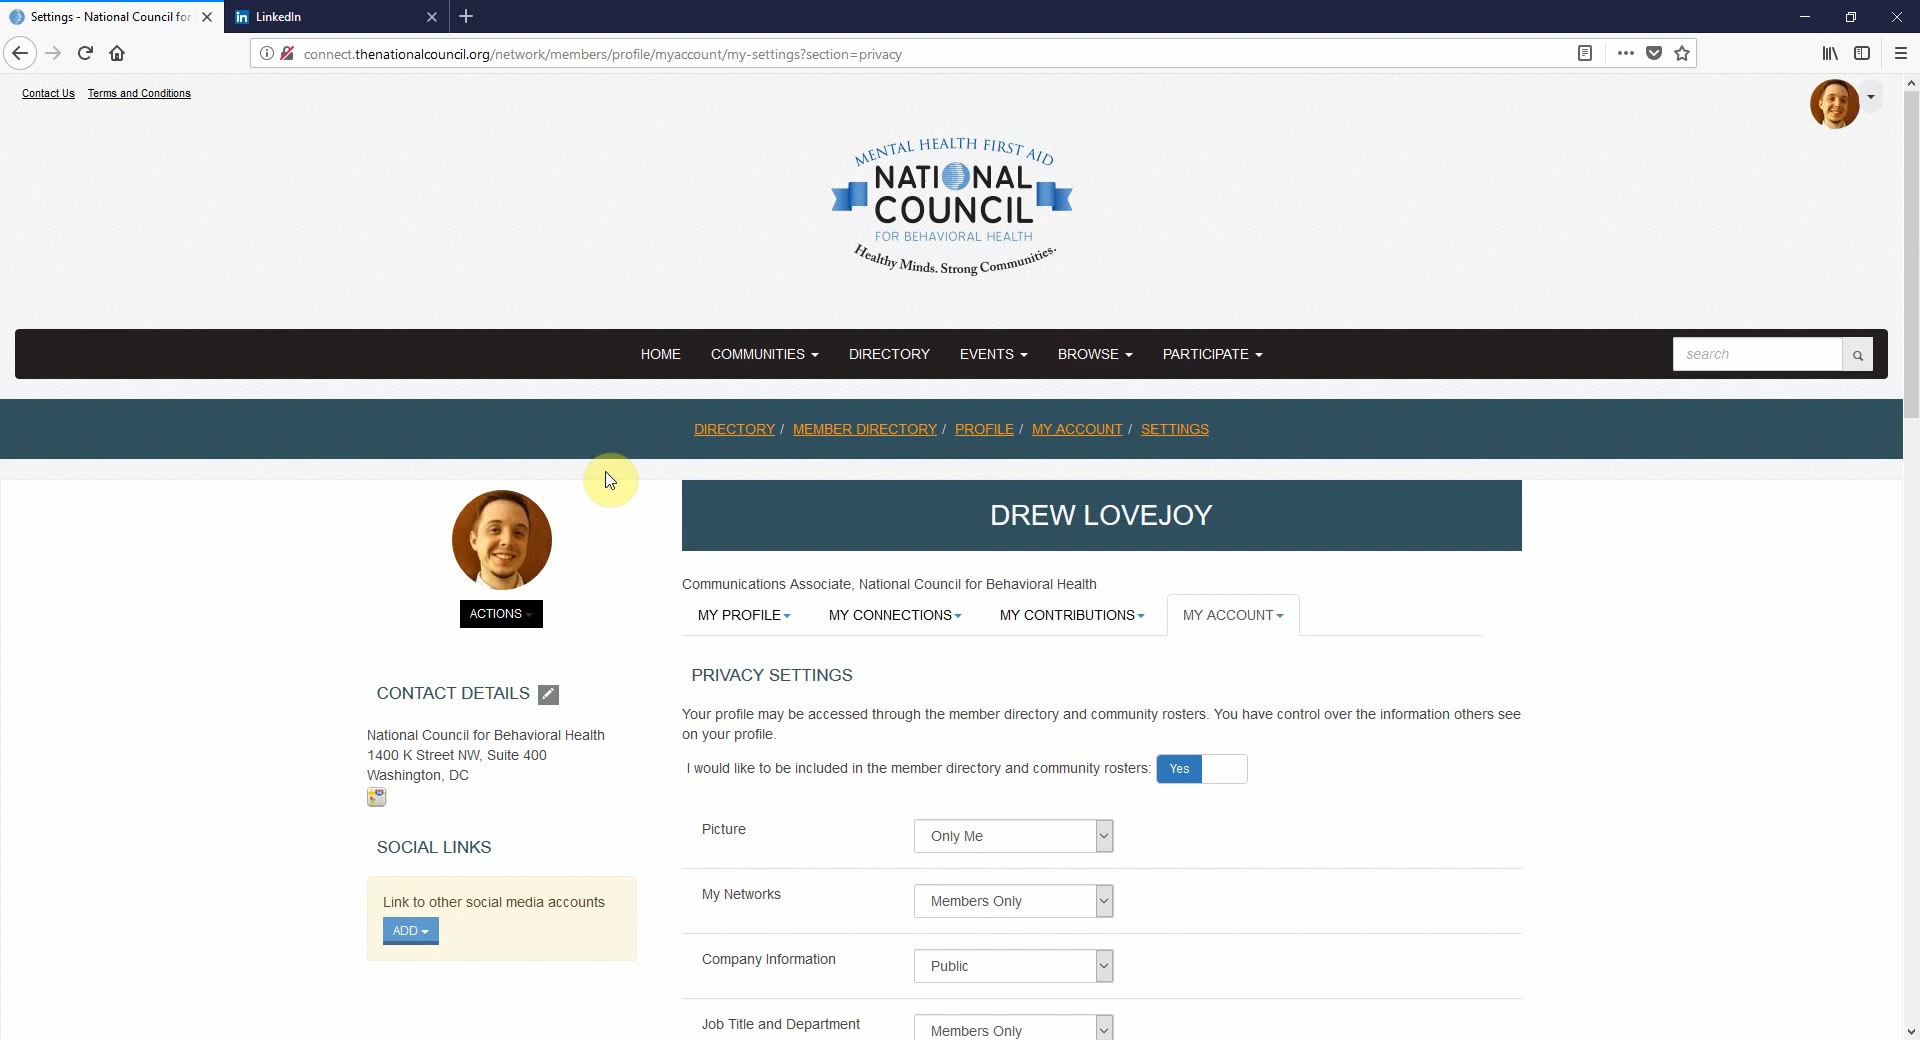 Settings - National Council for
LinkedIn
connect.thenationalcouncil.org/network/members/profile/myaccount/my-settings?section=privacy
Contact Us Terms and Conditions
MENTAL HEALTH FIRST AID
NATIONAL
COUNCIL
FOR BEHAVIORAL HEALTH
Healthy Minds. Strong Communities.
HOME COMMUNITIES DIRECTORY EVENTS BROWSE PARTICIPATE search
DIRECTORY / MEMBER DIRECTORY / PROFILE / MY ACCOUNT / SETTINGS
DREW LOVEJOY
Communications Associate, National Council for Behavioral Health
ACTIONS
MY PROFILE MY CONNECTIONS MY CONTRIBUTIONS MY ACCOUNT
CONTACT DETAILS
National Council for Behavioral Health
1400 K Street NW, Suite 400
Washington, DC
SOCIAL LINKS
Link to other social media accounts
ADD
PRIVACY SETTINGS
Your profile may be accessed through the member directory and community rosters. You have control over the information others see
on your profile.
I would like to be included in the member directory and community rosters: Yes
Picture Only Me
My Networks Members Only
Company Information Public
Job Title and Department Members Only